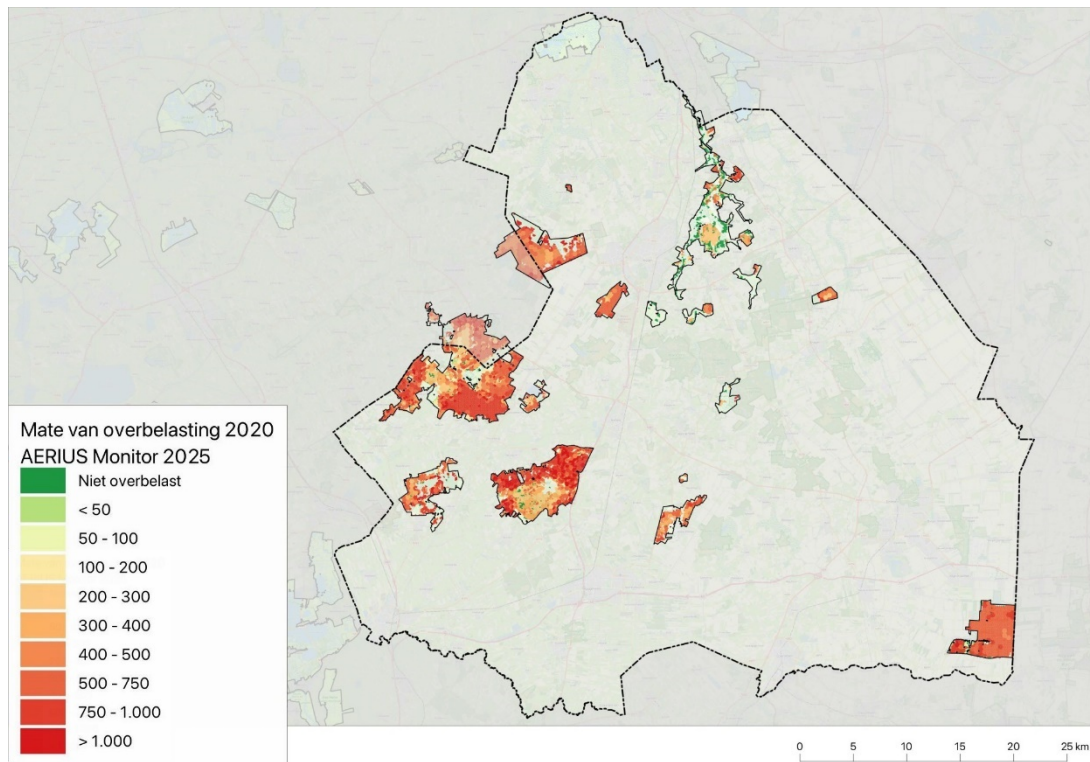 Mate van overbelasting 2020
AERIUS Monitor 2025
Niet overbelast
< 50
50 - 100
100 - 200
200 - 300
300 - 400
400 - 500
500 - 750
750 - 1.000
> 1.000
0 5 10 15 20 25 km